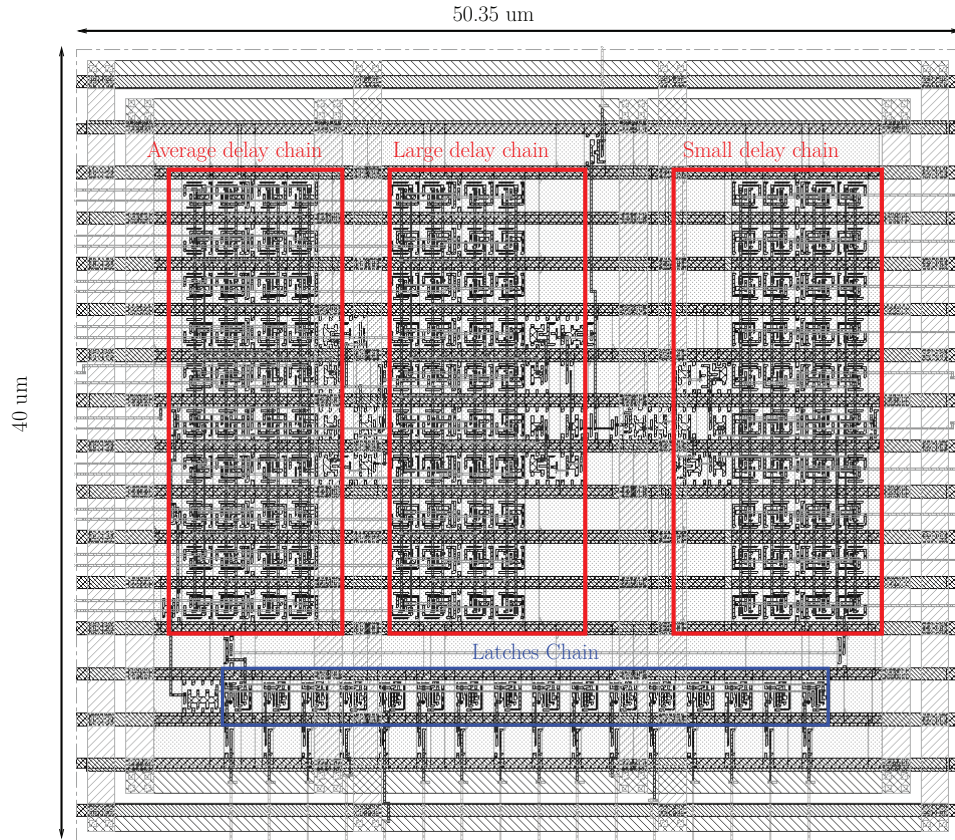 50.35 um
40 um
Average delay chain
Large delay chain
Small delay chain
Latches Chain